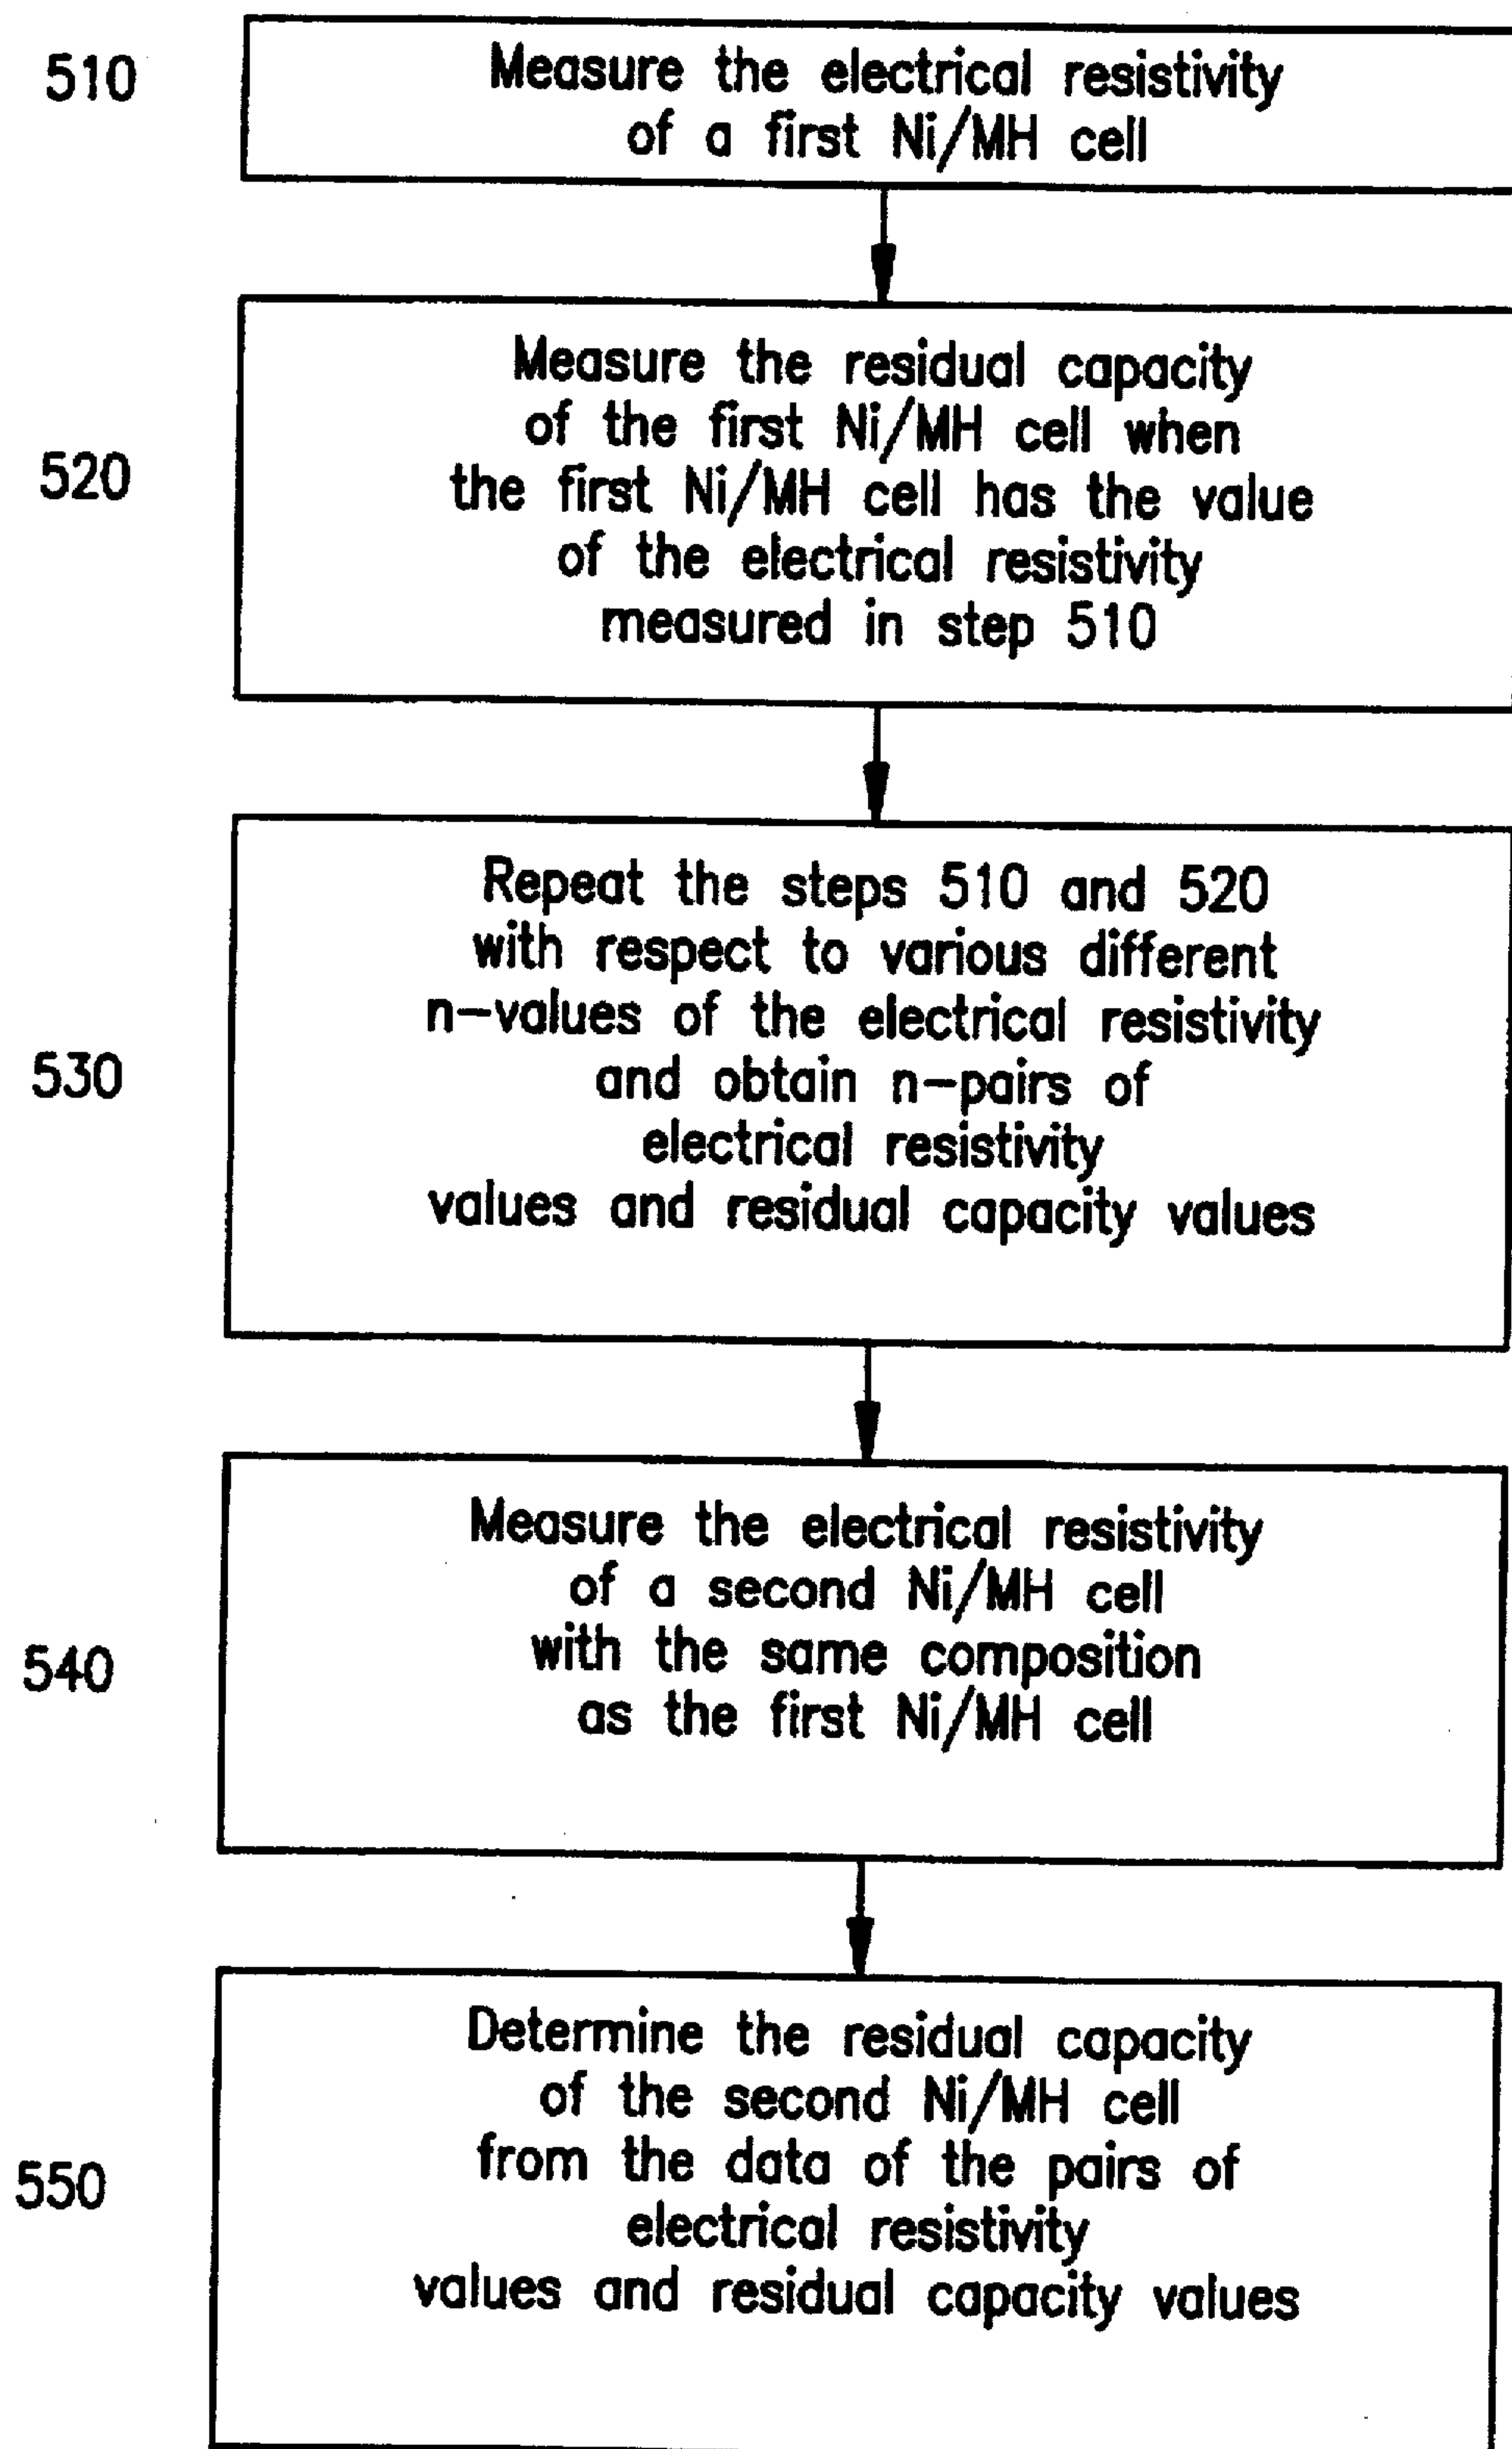 510
Measure the electrical resistivity
of a first Ni/MH cell
520
Measure the residual capacity
of the first Ni/MH cell when
the first Ni/MH cell has the value
of the electrical resistivity
measured in step 510
530
Repeat the steps 510 and 520
with respect to various different
n-values of the electrical resistivity
and obtain n-pairs of
electrical resistivity
values and residual capacity values
540
Measure the electrical resistivity
of a second Ni/MH cell
with the same composition
as the first Ni/MH cell
550
Determine the residual capacity
of the second Ni/MH cell
from the data of the pairs of
electrical resistivity
values and residual capacity values